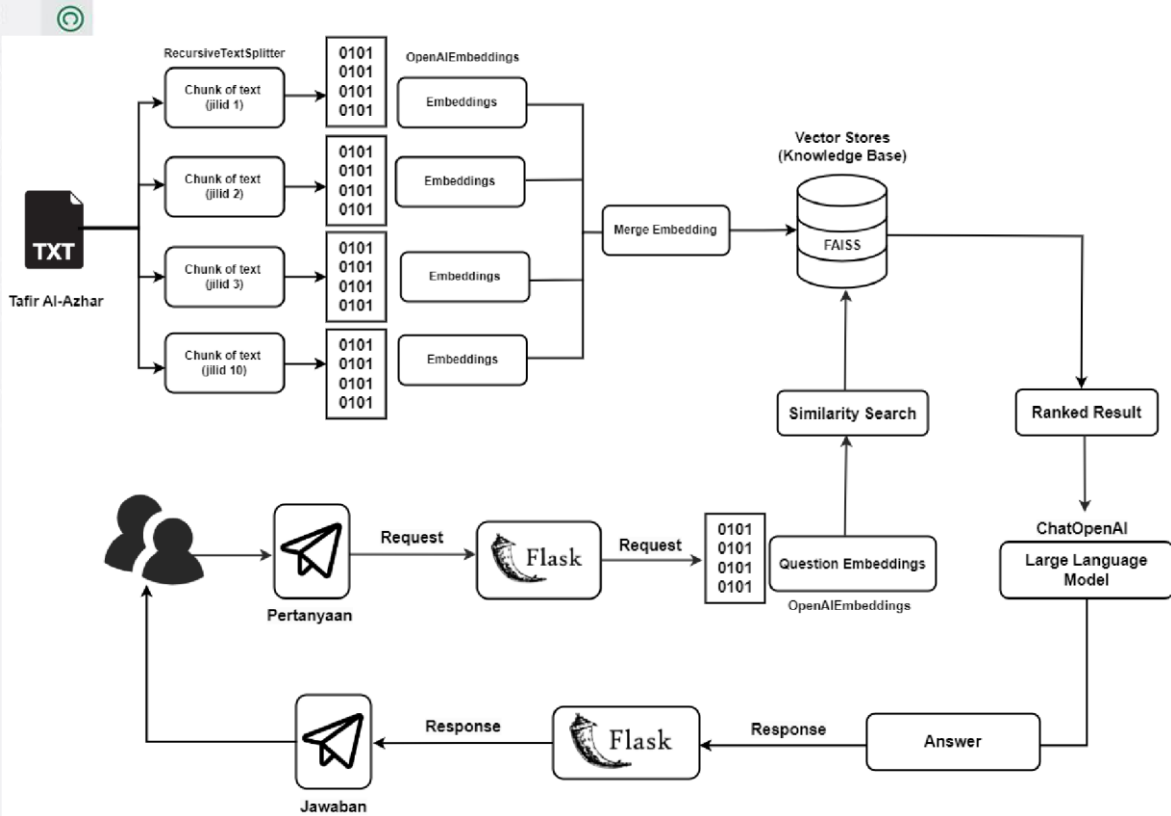 RecursiveTextSplitter
Chunk of text
(jilid 1)
0101
0101
0101
0101
OpenAIEmbeddings
Embeddings
Chunk of text
(jilid 2)
0101
0101
0101
0101
Embeddings
Chunk of text
(jilid 3)
0101
0101
0101
0101
Embeddings
Chunk of text
(jilid 10)
0101
0101
0101
0101
Embeddings
TXT
Tafir Al-Azhar
Merge Embedding
Vector Stores
(Knowledge Base)
FAISS
Similarity Search
Ranked Result
Pertanyaan
Request
Flask
Request
0101
0101
0101
0101
Question Embeddings
OpenAIEmbeddings
ChatOpenAI
Large Language
Model
Jawaban
Response
Flask
Response
Answer